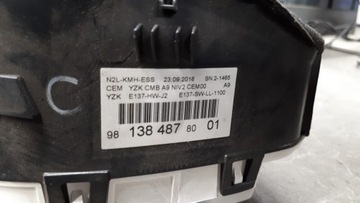 C
N2L-KMH-ESS 23.09.2016 SN.2-1465
CEM YZK CMB A9 NIV2 CEM00 A9
YZK E137-HW-J2 E137-SW-LL-1100
98 138 487 80 01